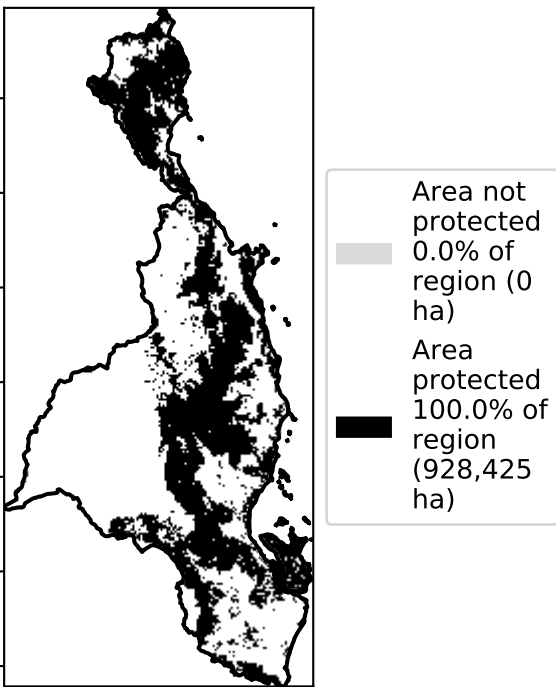 Area not
protected
0.0% of
region (0
ha)
Area
protected
100.0% of
region
(928,425
ha)